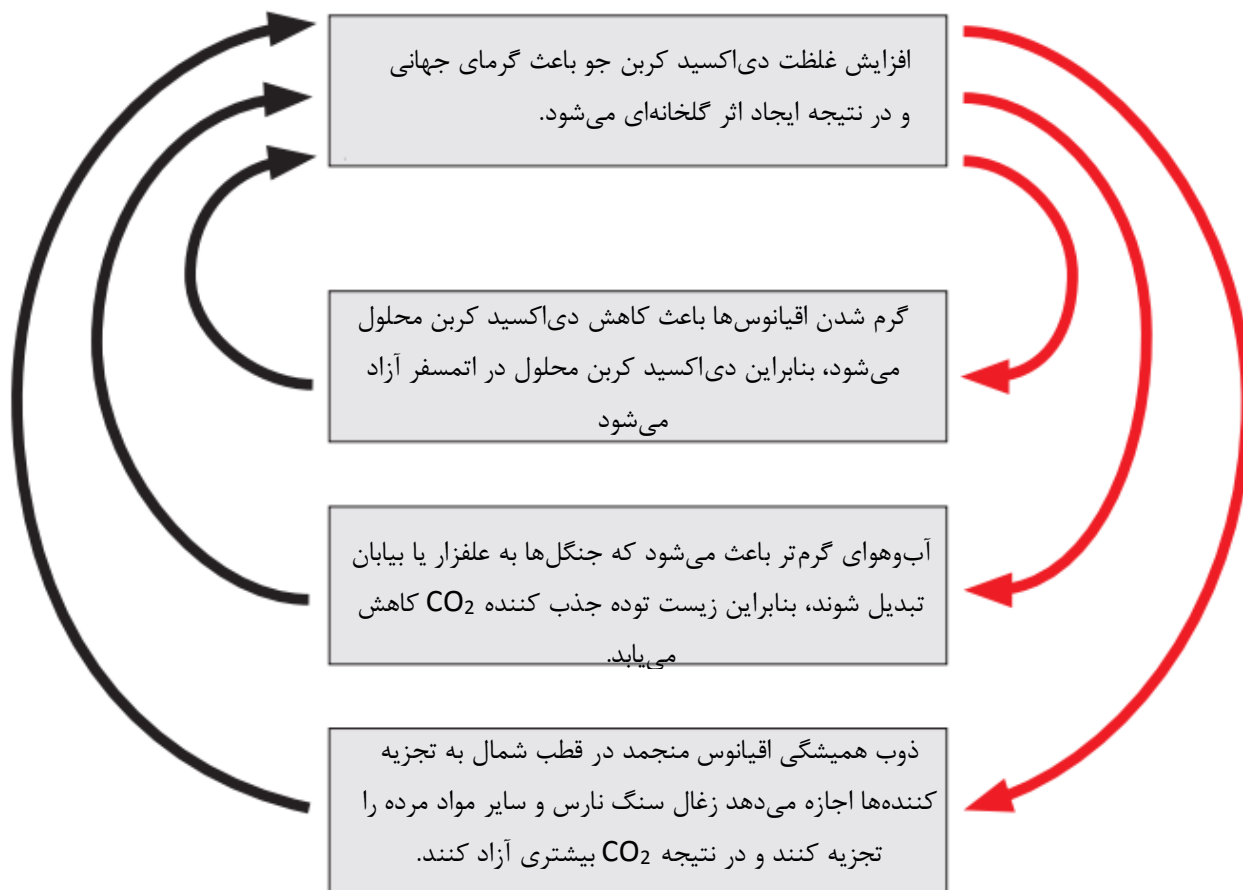 افزایش غلظت دی‌اکسید کربن جو باعث گرمای جهانی
و در نتیجه ایجاد اثر گلخانه‌ای می‌شود.
گرم شدن اقیانوس‌ها باعث کاهش دی‌اکسید کربن محلول
می‌شود، بنابراین دی‌اکسید کربن محلول در اتمسفر آزاد
می‌شود
آب‌وهوای گرم‌تر باعث می‌شود که جنگل‌ها به علفزار یا بیابان
تبدیل شوند، بنابراین زیست توده جذب کننده CO₂ کاهش
می‌یابد.
ذوب همیشگی اقیانوس منجمد در قطب شمال به تجزیه
کننده‌ها اجازه می‌دهد زغال سنگ نارس و سایر مواد مرده را
تجزیه کنند و در نتیجه CO₂ بیشتری آزاد کنند.